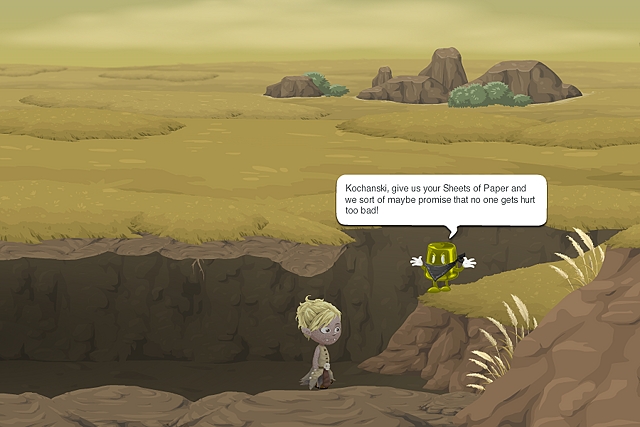 Kochanski, give us your Sheets of Paper and
we sort of maybe promise that no one gets hurt
too bad!